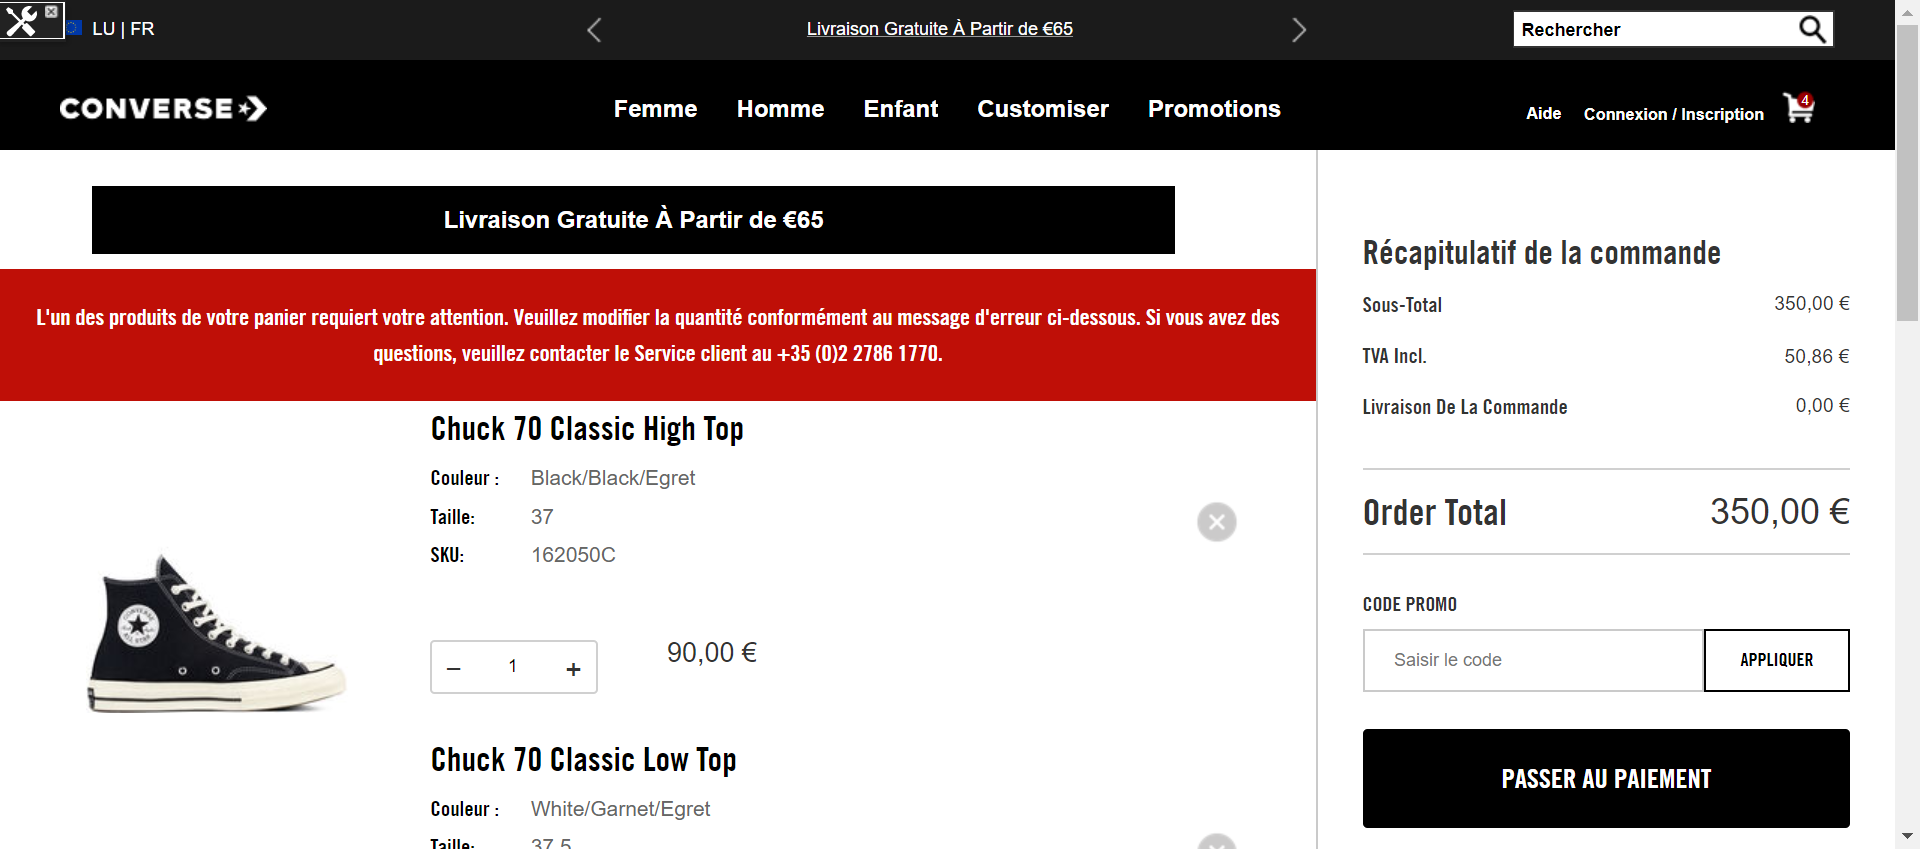 LU | FR
Livraison Gratuite À Partir de €65
Rechercher
CONVERSE
Femme Homme Enfant Customiser Promotions
Aide Connexion / Inscription 4
Livraison Gratuite À Partir de €65
L'un des produits de votre panier requiert votre attention. Veuillez modifier la quantité conformément au message d'erreur ci-dessous. Si vous avez des
questions, veuillez contacter le Service client au +35 (0)2 2786 1770.
Chuck 70 Classic High Top
Couleur : Black/Black/Egret
Taille: 37
SKU: 162050C
CONVERSE
ALL STAR
− 1 + 90,00 €
Chuck 70 Classic Low Top
Couleur : White/Garnet/Egret
Taille: 37.5
Récapitulatif de la commande
Sous-Total 350,00 €
TVA Incl. 50,86 €
Livraison De La Commande 0,00 €
Order Total 350,00 €
CODE PROMO
Saisir le code APPLIQUER
PASSER AU PAIEMENT